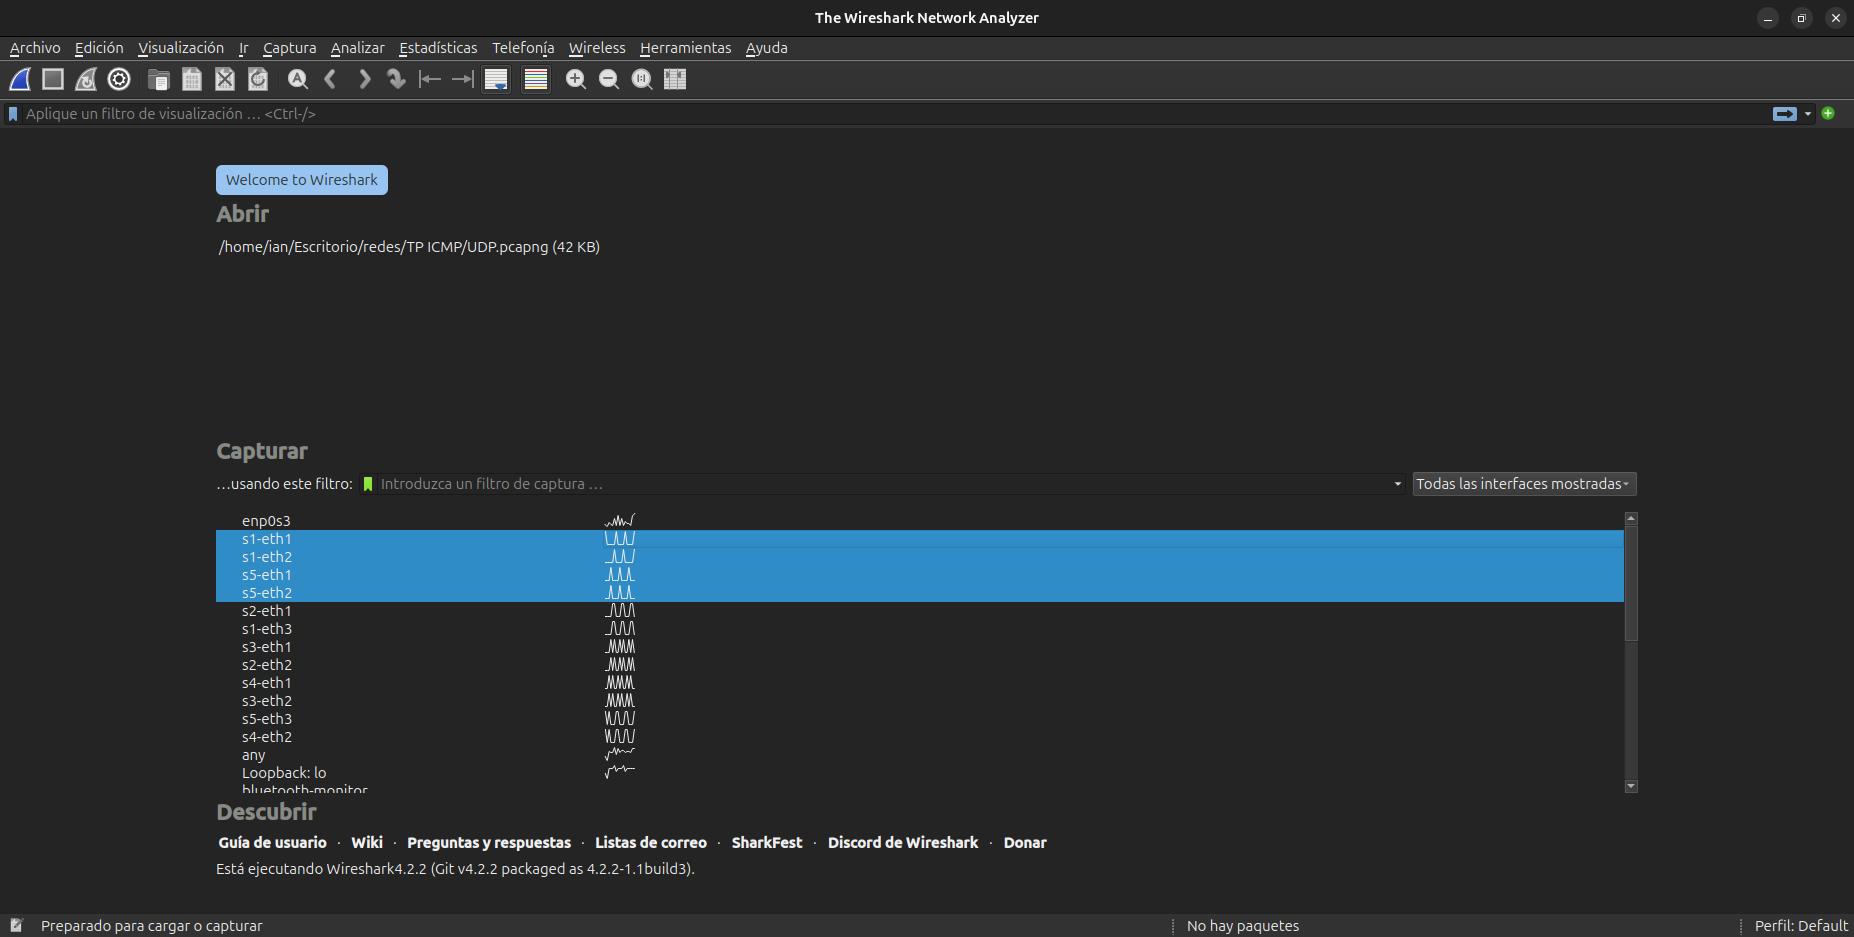 The Wireshark Network Analyzer
Archivo Edición Visualización Ir Captura Analizar Estadísticas Telefonía Wireless Herramientas Ayuda
Aplique un filtro de visualización … <Ctrl-/>
Welcome to Wireshark
Abrir
/home/ian/Escritorio/redes/TP ICMP/UDP.pcapng (42 KB)
Capturar
…usando este filtro: Introduzca un filtro de captura … Todas las interfaces mostradas
enp0s3
s1-eth1
s1-eth2
s5-eth1
s5-eth2
s2-eth1
s1-eth3
s3-eth1
s2-eth2
s4-eth1
s3-eth2
s5-eth3
s4-eth2
any
Loopback: lo
bluetooth-monitor
Descubrir
Guía de usuario · Wiki · Preguntas y respuestas · Listas de correo · SharkFest · Discord de Wireshark · Donar
Está ejecutando Wireshark4.2.2 (Git v4.2.2 packaged as 4.2.2-1.1build3).
Preparado para cargar o capturar No hay paquetes Perfil: Default